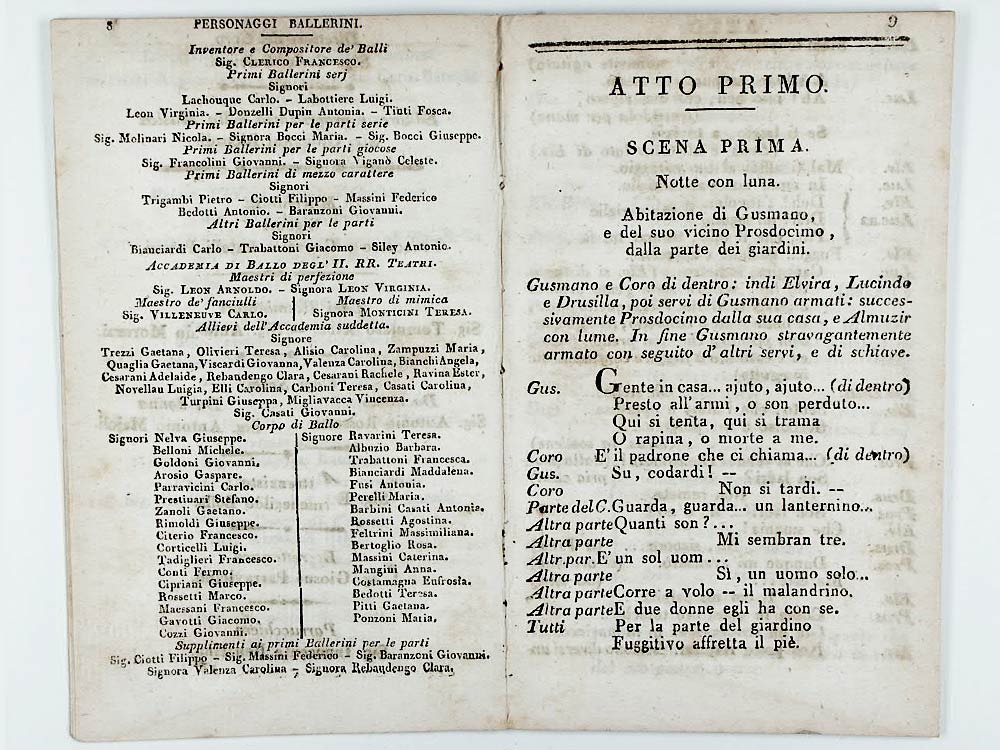 8
PERSONAGGI BALLERINI.
Inventore e Compositore de' Balli
Sig. CLERICO FRANCESCO.
Primi Ballerini serj
Signori
Lachouque Carlo. - Labottiere Luigi.
Leon Virginia. - Donzelli Dupin Antonia. - Tinti Fosca.
Primi Ballerini per le parti serie
Sig. Molinari Nicola. - Signora Bocci Maria. - Sig. Bocci Giuseppe.
Primi Ballerini per le parti giocose
Sig. Francolini Giovanni. - Signora Viganò Celeste.
Primi Ballerini di mezzo carattere
Signori
Trigambi Pietro - Ciotti Filippo - Massini Federico
Bedotti Antonio. - Baranzoni Giovanni.
Altri Ballerini per le parti
Signori
Bianciardi Carlo - Trabattoni Giacomo - Siley Antonio.
ACCADEMIA DI BALLO DEGL' II. RR. TEATRI.
Maestri di perfezione
Sig. LEON ARNOLDO. - Signora LEON VIRGINIA.
Maestro de' fanciulli
Sig. VILLENEUVE CARLO.
Maestro di mimica
Signora MONTICINI TERESA.
Allievi dell'Accademia suddetta.
Signore
Trezzi Gaetana, Olivieri Teresa, Alisio Carolina, Zampuzzi Maria,
Quaglia Gaetana, Viscardi Giovanna, Valenza Carolina, Bianchi Angela,
Cesarani Adelaide, Rebaudengo Clara, Cesarani Rachele, Ravina Ester,
Novellau Luigia, Elli Carolina, Carboni Teresa, Casati Carolina,
Turpini Giuseppa, Migliavacca Vincenza.
Sig. Casati Giovanni.
Corpo di Ballo
Signori Nelva Giuseppe.
Belloni Michele.
Goldoni Giovanni.
Arosio Gaspare.
Parravicini Carlo.
Prestinari Stefano.
Zanoli Gaetano.
Rimoldi Giuseppe.
Citerio Francesco.
Corticelli Luigi.
Tadiglieri Francesco.
Conti Fermo.
Cipriani Giuseppe.
Rossetti Marco.
Maessani Francesco.
Gavotti Giacomo.
Cozzi Giovanni.
Signore Ravarini Teresa.
Albuzio Barbara.
Trabattoni Francesca.
Bianciardi Maddalena.
Fusi Antonia.
Perelli Maria.
Barbini Casati Antonia.
Rossetti Agostina.
Feltrini Massimiliana.
Bertoglio Rosa.
Massini Caterina.
Mangini Anna.
Costamagna Eufrosia.
Bedotti Teresa.
Pitti Gaetana.
Ponzoni Maria.
Supplimenti ai primi Ballerini per le parti
Sig. Ciotti Filippo - Sig. Massini Federico - Sig. Baranzoni Giovanni.
Signora Valenza Carolina - Signora Rebaudengo Clara.
9
ATTO PRIMO.
SCENA PRIMA.
Notte con luna.
Abitazione di Gusmano,
e del suo vicino Prosdocimo,
dalla parte dei giardini.
Gusmano e Coro di dentro: indi Elvira, Lucindo
e Drusilla, poi servi di Gusmano armati: succes-
sivamente Prosdocimo dalla sua casa, e Almuzir
con lume. In fine Gusmano stravagantemente
armato con seguito d'altri servi, e di schiave.
Gus. Gente in casa... ajuto, ajuto... (di dentro)
Presto all'armi, o son perduto...
Qui si tenta, qui si trama
O rapina, o morte a me.
Coro E' il padrone che ci chiama... (di dentro)
Gus. Su, codardi! --
Coro Non si tardi. --
Parte del C. Guarda, guarda... un lanternino...
Altra parte Quanti son?...
Altra parte Mi sembran tre.
Altr. par. E' un sol uom...
Altra parte Sì, un uomo solo...
Altra parte Corre a volo -- il malandrino.
Altra parte E due donne egli ha con se.
Tutti Per la parte del giardino
Fuggitivo affretta il piè.